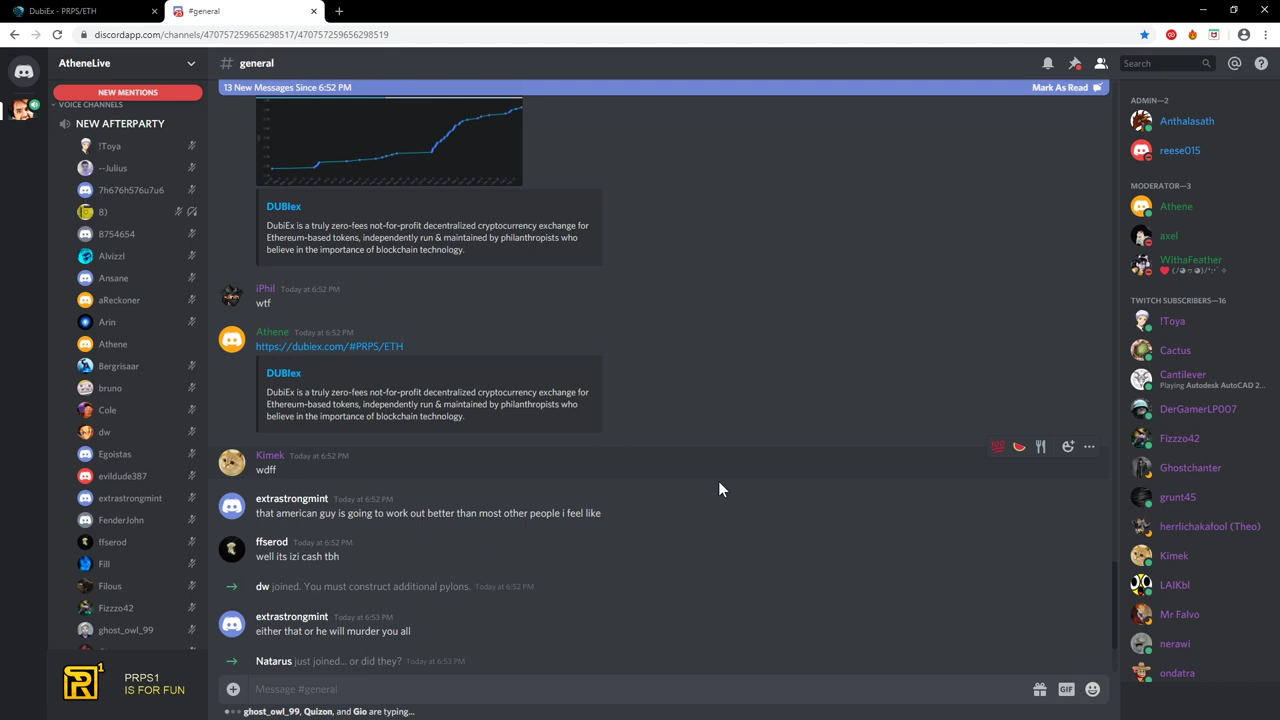 DubiEx - PRPS/ETH
#general
discordapp.com/channels/470757259656298517/470757259656298519
AtheneLive
# general
Search
NEW MENTIONS
VOICE CHANNELS
NEW AFTERPARTY
!Toya
--Julius
7h676h576u7u6
8)
8754654
Alvizzl
Ansane
aReckoner
Arin
Athene
Bergrisaar
bruno
Cole
dw
Egoistas
evildude387
extrastrongmint
FenderJohn
ffserod
Fill
Filous
Fizzzo42
ghost_owl_99
PRPS1
IS FOR FUN
13 New Messages Since 6:52 PM
Mark As Read
DUBIex
DubiEx is a truly zero-fees not-for-profit decentralized cryptocurrency exchange for
Ethereum-based tokens, independently run & maintained by philanthropists who
believe in the importance of blockchain technology.
iPhil Today at 6:52 PM
wtf
Athene Today at 6:52 PM
https://dubiex.com/#PRPS/ETH
DUBIex
DubiEx is a truly zero-fees not-for-profit decentralized cryptocurrency exchange for
Ethereum-based tokens, independently run & maintained by philanthropists who
believe in the importance of blockchain technology.
Kimek Today at 6:52 PM
wdff
extrastrongmint Today at 6:52 PM
that american guy is going to work out better than most other people i feel like
ffserod Today at 6:52 PM
well its izi cash tbh
dw joined. You must construct additional pylons. Today at 6:52 PM
extrastrongmint Today at 6:53 PM
either that or he will murder you all
Natarus just joined... or did they? Today at 6:53 PM
Message #general
GIF
ghost_owl_99, Quizon, and Gio are typing...
ADMIN—2
Anthalasath
reese015
MODERATOR—3
Athene
axel
WithaFeather
TWITCH SUBSCRIBERS—16
!Toya
Cactus
Cantilever
Playing Autodesk AutoCAD 2...
DerGamerLP007
Fizzzo42
Ghostchanter
grunt45
herrlichakafool (Theo)
Kimek
LAIKbl
Mr Falvo
nerawi
ondatra